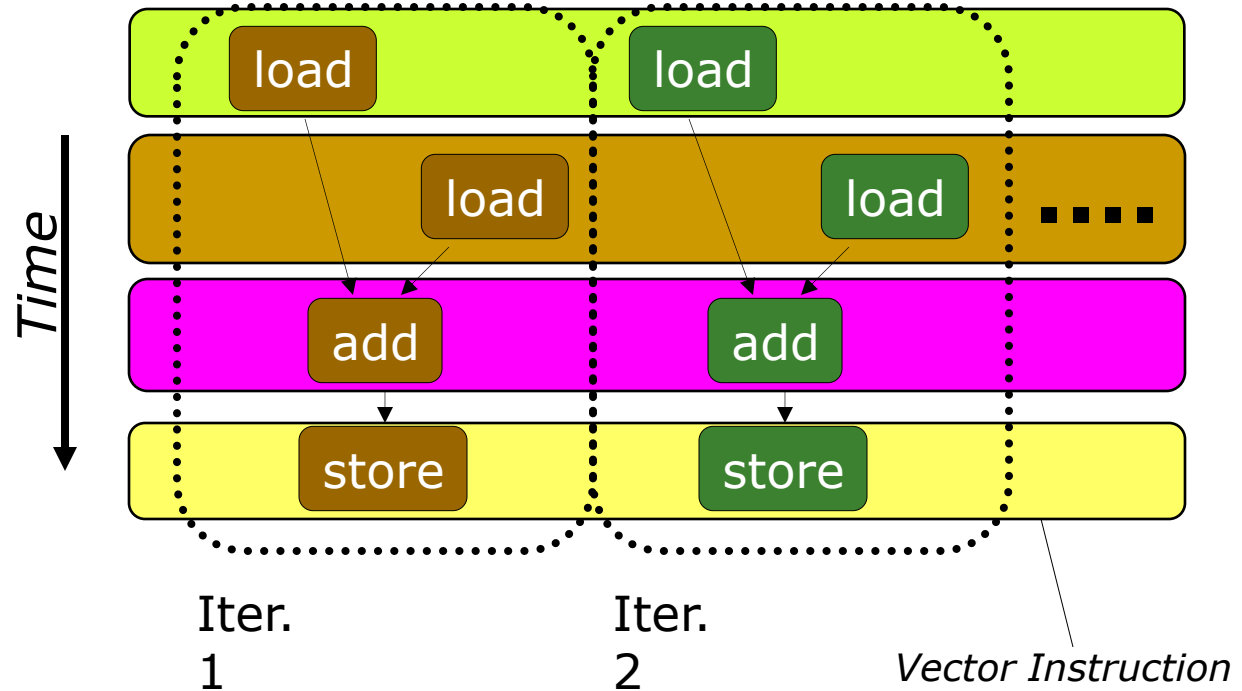 load load
load load
Time
add add
store store
Iter. Iter.
1 2
Vector Instruction